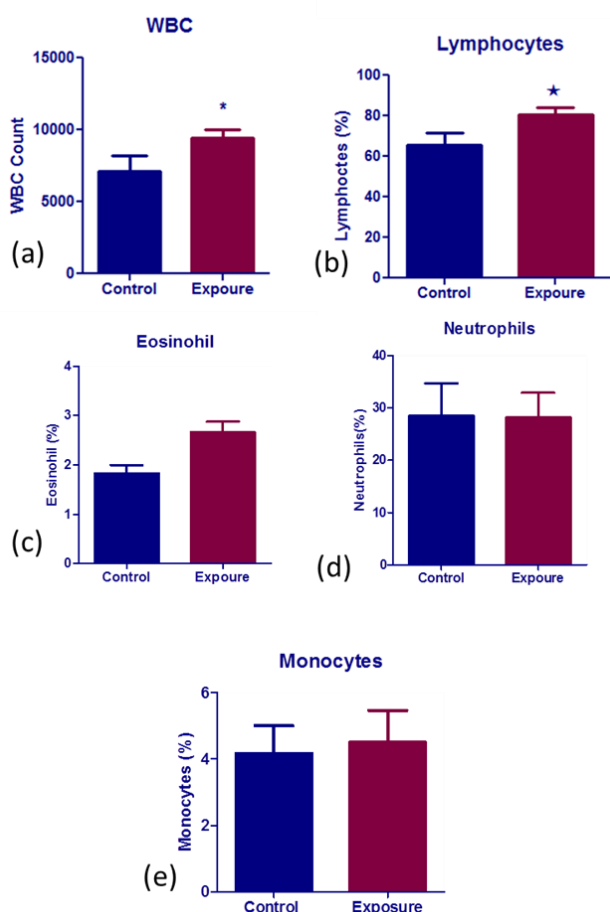 WBC
15000
10000
5000
0
WBC Count
*
Control Expoure
(a)
Lymphocytes
100
80
60
40
20
0
Lymphoctes (%)
★
Control Expoure
(b)
Eosinohil
4
3
2
1
0
Eosinohil (%)
Control Expoure
(c)
Neutrophils
40
30
20
10
0
Neutrophils(%)
Control Expoure
(d)
Monocytes
6
4
2
0
Monocytes (%)
Control Exposure
(e)